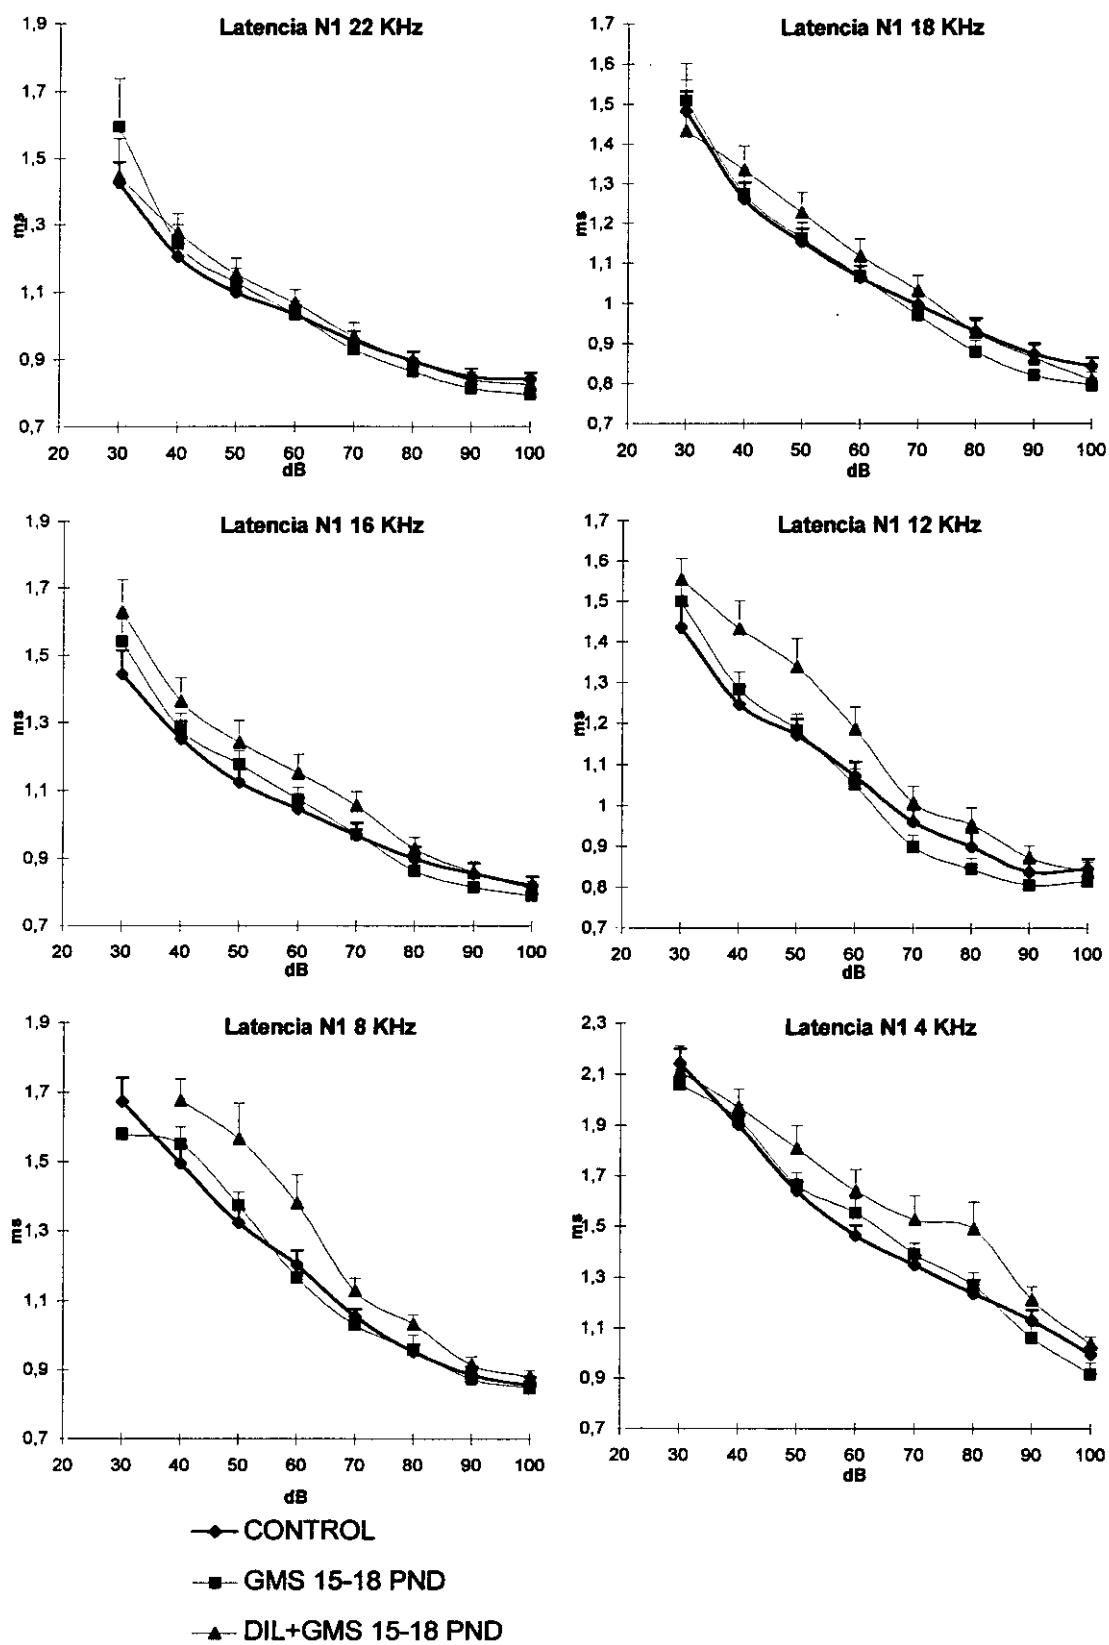 Latencia N1 22 KHz
1,9
1,7
1,5
1,3
1,1
0,9
0,7
ms
20 30 40 50 60 70 80 90 100
dB
Latencia N1 18 KHz
1,7
1,6
1,5
1,4
1,3
1,2
1,1
1
0,9
0,8
0,7
ms
20 30 40 50 60 70 80 90 100
dB
Latencia N1 16 KHz
1,9
1,7
1,5
1,3
1,1
0,9
0,7
ms
20 30 40 50 60 70 80 90 100
dB
Latencia N1 12 KHz
1,7
1,6
1,5
1,4
1,3
1,2
1,1
1
0,9
0,8
0,7
ms
20 30 40 50 60 70 80 90 100
dB
Latencia N1 8 KHz
1,9
1,7
1,5
1,3
1,1
0,9
0,7
ms
20 30 40 50 60 70 80 90 100
dB
Latencia N1 4 KHz
2,3
2,1
1,9
1,7
1,5
1,3
1,1
0,9
0,7
ms
20 30 40 50 60 70 80 90 100
dB
CONTROL
GMS 15-18 PND
DIL+GMS 15-18 PND